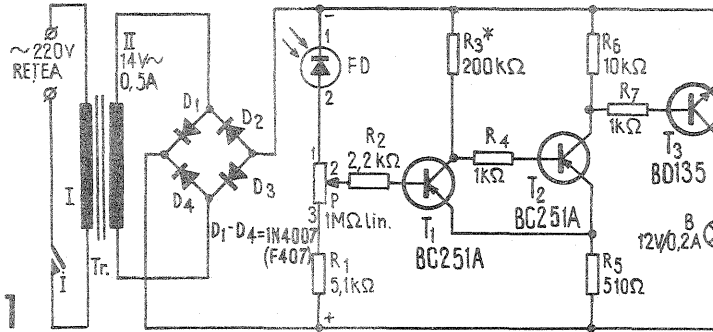 ~220V
REȚEA
I
İ
Tr.
II
14V~
0,5A
D1
D2
D3
D4
D1-D4=1N4007
(F407)
-
1
2
FD
1
2
3
P
1MΩ lin.
R1
5,1kΩ
+
R2
2,2kΩ
T1
BC251A
R3*
200kΩ
R4
1kΩ
T2
BC251A
R5
510Ω
R6
10kΩ
R7
1kΩ
T3
BD135
B
12V/0,2A
1